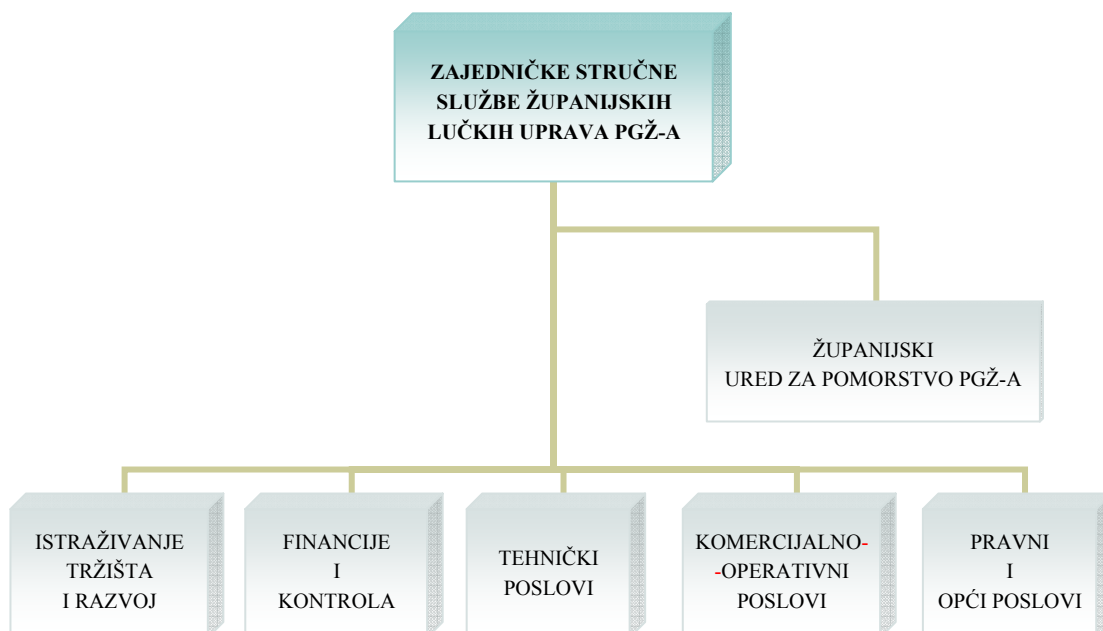 ZAJEDNIČKE STRUČNE
SLUŽBE ŽUPANIJSKIH
LUČKIH UPRAVA PGŽ-A
ŽUPANIJSKI
URED ZA POMORSTVO PGŽ-A
ISTRAŽIVANJE
TRŽIŠTA
I RAZVOJ
FINANCIJE
I
KONTROLA
TEHNIČKI
POSLOVI
KOMERCIJALNO-
-OPERATIVNI
POSLOVI
PRAVNI
I
OPĆI POSLOVI